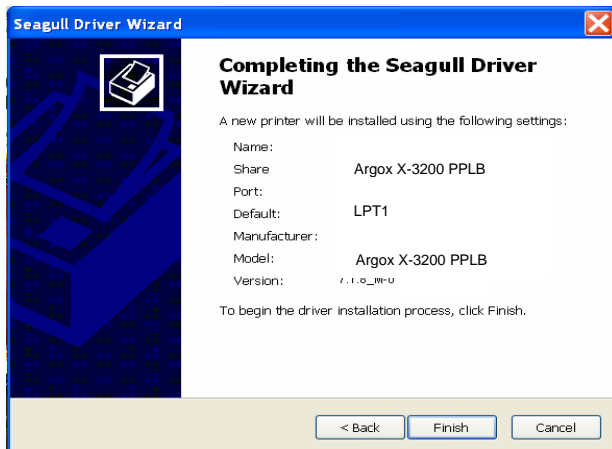 Seagull Driver Wizard
Completing the Seagull Driver
Wizard
A new printer will be installed using the following settings:
Name:
Share Argox X-3200 PPLB
Port:
Default: LPT1
Manufacturer:
Model: Argox X-3200 PPLB
Version:
To begin the driver installation process, click Finish.
< Back Finish Cancel